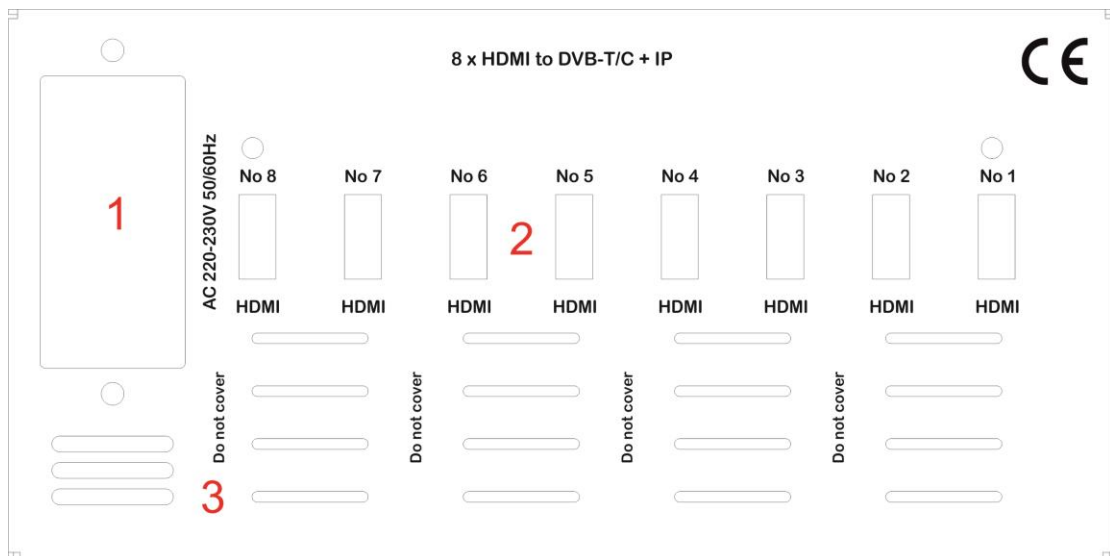 8 x HDMI to DVB-T/C + IP
CE
AC 220-230V 50/60Hz
No 8 No 7 No 6 No 5 No 4 No 3 No 2 No 1
1
2
HDMI HDMI HDMI HDMI HDMI HDMI HDMI HDMI
Do not cover
Do not cover
Do not cover
Do not cover
3